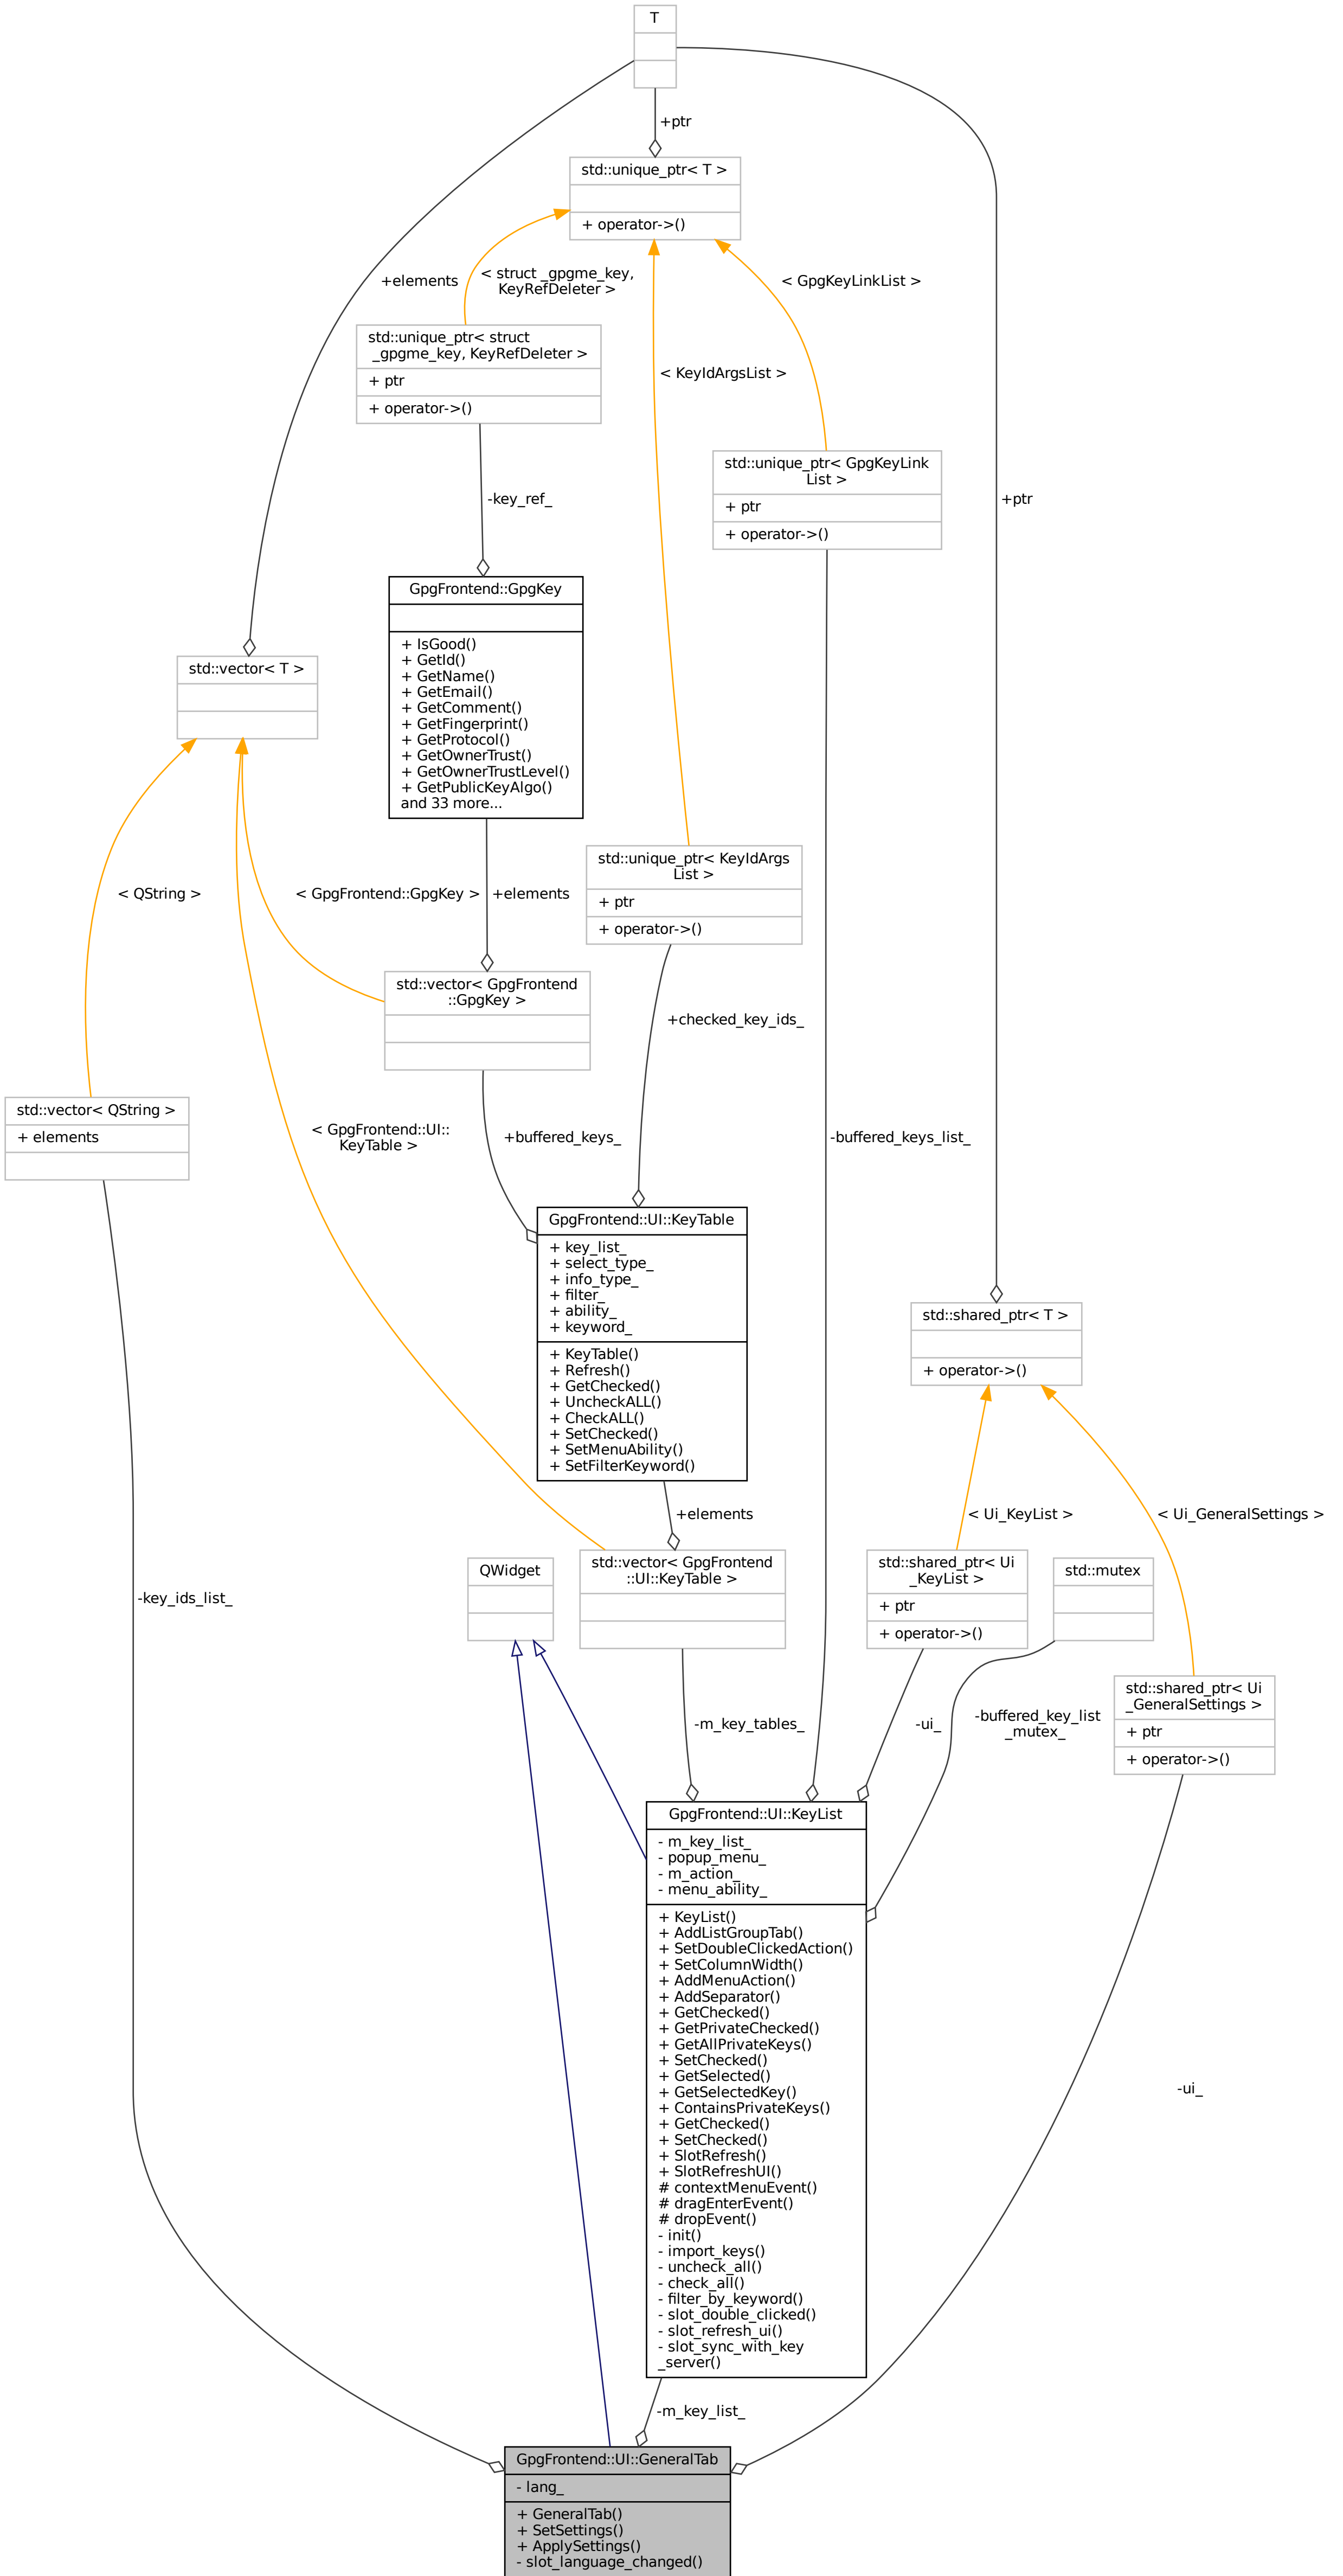 T
+ptr
std::unique_ptr< T >
+ operator->()
+elements
< struct _gpgme_key,
KeyRefDeleter >
< GpgKeyLinkList >
std::unique_ptr< struct
_gpgme_key, KeyRefDeleter >
+ ptr
+ operator->()
< KeyIdArgsList >
std::unique_ptr< GpgKeyLink
List >
+ ptr
+ operator->()
-key_ref_
+ptr
GpgFrontend::GpgKey
+ IsGood()
+ GetId()
+ GetName()
+ GetEmail()
+ GetComment()
+ GetFingerprint()
+ GetProtocol()
+ GetOwnerTrust()
+ GetOwnerTrustLevel()
+ GetPublicKeyAlgo()
and 33 more...
std::vector< T >
std::unique_ptr< KeyIdArgs
List >
+ ptr
+ operator->()
< QString >
< GpgFrontend::GpgKey >
+elements
std::vector< GpgFrontend
::GpgKey >
+checked_key_ids_
std::vector< QString >
+ elements
< GpgFrontend::UI::
KeyTable >
+buffered_keys_
-buffered_keys_list_
GpgFrontend::UI::KeyTable
+ key_list_
+ select_type_
+ info_type_
+ filter_
+ ability_
+ keyword_
+ KeyTable()
+ Refresh()
+ GetChecked()
+ UncheckALL()
+ CheckALL()
+ SetChecked()
+ SetMenuAbility()
+ SetFilterKeyword()
std::shared_ptr< T >
+ operator->()
+elements
< Ui_KeyList >
< Ui_GeneralSettings >
-key_ids_list_
QWidget
std::vector< GpgFrontend
::UI::KeyTable >
std::shared_ptr< Ui
_KeyList >
+ ptr
+ operator->()
std::mutex
std::shared_ptr< Ui
_GeneralSettings >
+ ptr
+ operator->()
-m_key_tables_
-ui_
-buffered_key_list
_mutex_
GpgFrontend::UI::KeyList
- m_key_list_
- popup_menu_
- m_action_
- menu_ability_
+ KeyList()
+ AddListGroupTab()
+ SetDoubleClickedAction()
+ SetColumnWidth()
+ AddMenuAction()
+ AddSeparator()
+ GetChecked()
+ GetPrivateChecked()
+ GetAllPrivateKeys()
+ SetChecked()
+ GetSelected()
+ GetSelectedKey()
+ ContainsPrivateKeys()
+ GetChecked()
+ SetChecked()
+ SlotRefresh()
+ SlotRefreshUI()
# contextMenuEvent()
# dragEnterEvent()
# dropEvent()
- init()
- import_keys()
- uncheck_all()
- check_all()
- filter_by_keyword()
- slot_double_clicked()
- slot_refresh_ui()
- slot_sync_with_key
_server()
-ui_
-m_key_list_
GpgFrontend::UI::GeneralTab
- lang_
+ GeneralTab()
+ SetSettings()
+ ApplySettings()
- slot_language_changed()